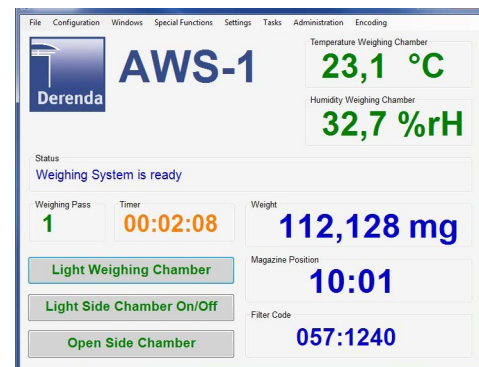 File Configuration Windows Special Functions Settings Tasks Administration Encoding
Derenda
AWS-1
Temperature Weighing Chamber
23,1 °C
Humidity Weighing Chamber
32,7 %rH
Status
Weighing System is ready
Weighing Pass
1
Timer
00:02:08
Weight
112,128 mg
Light Weighing Chamber
Light Side Chamber On/Off
Open Side Chamber
Magazine Position
10:01
Filter Code
057:1240